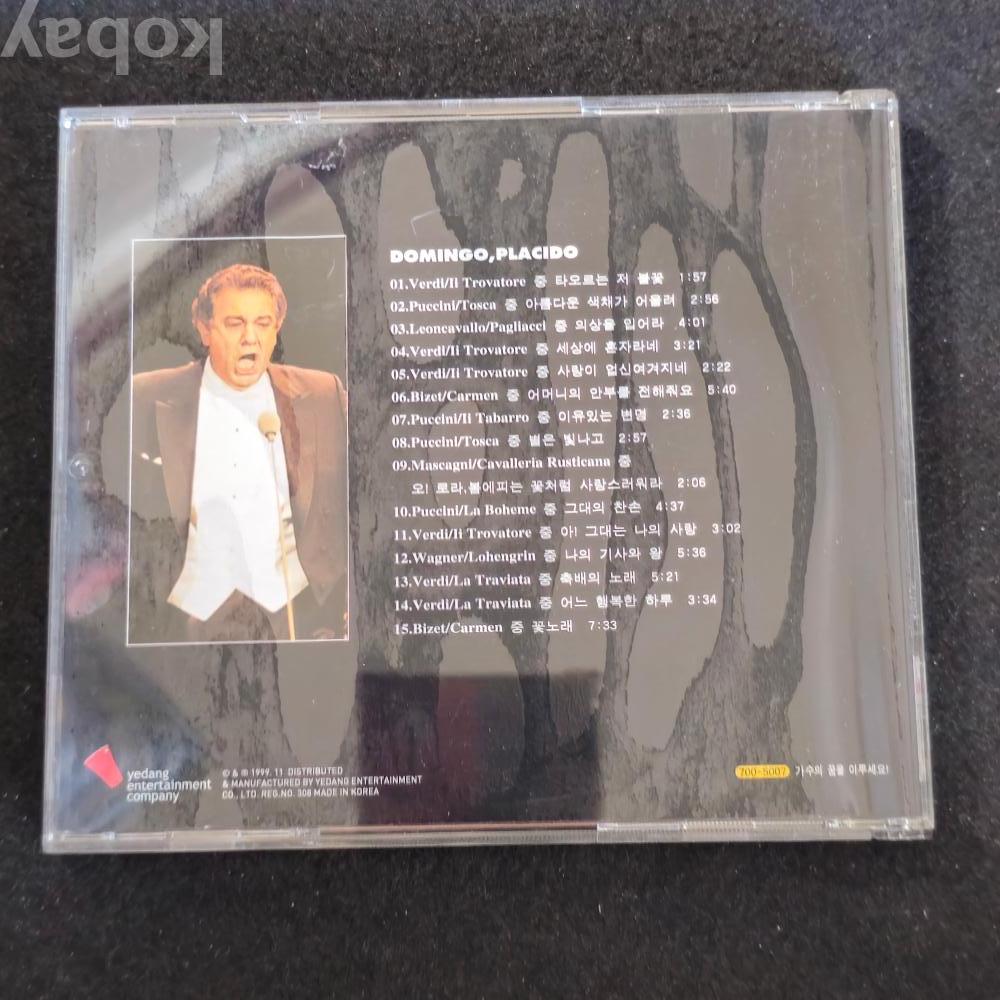 kobay
DOMINGO,PLACIDO
01.Verdi/Ii Trovatore 중 타오르는 저 불꽃 1:57
02.Puccini/Tosca 중 아름다운 색채가 어울려 2:56
03.Leoncavallo/Pagliacci 중 의상을 입어라 4:01
04.Verdi/Ii Trovatore 중 세상에 혼자라네 3:21
05.Verdi/Ii Trovatore 중 사랑이 업신여겨지네 2:22
06.Bizet/Carmen 중 어머니의 안부를 전해줘요 5:40
07.Puccini/Ii Tabarro 중 이유있는 변명 2:36
08.Puccini/Tosca 중 별은 빛나고 2:57
09.Mascagni/Cavalleria Rusticana 중
오! 로라,봄에피는 꽃처럼 사랑스러워라 2:06
10.Puccini/La Boheme 중 그대의 찬손 4:37
11.Verdi/Ii Trovatore 중 아! 그대는 나의 사랑 3:02
12.Wagner/Lohengrin 중 나의 기사와 왕 5:36
13.Verdi/La Traviata 중 축배의 노래 5:21
14.Verdi/La Traviata 중 어느 행복한 하루 3:34
15.Bizet/Carmen 중 꽃노래 7:33
yedang
entertainment
company
© & ℗ 1999. 11 DISTRIBUTED
& MANUFACTURED BY YEDANG ENTERTAINMENT
CO., LTD. REG.NO. 308 MADE IN KOREA
700-5007 가수의 꿈을 이루세요!